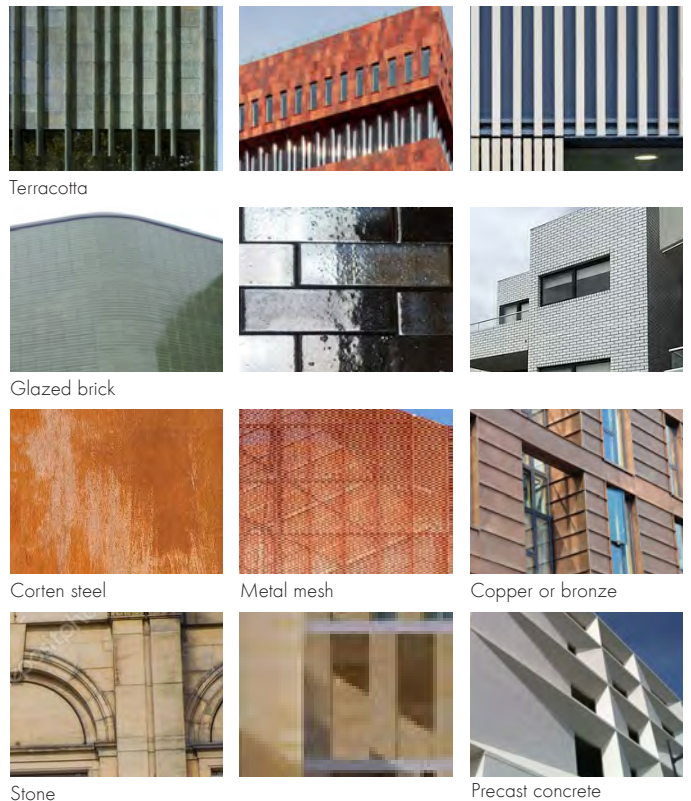 Terracotta
Glazed brick
Corten steel
Metal mesh
Copper or bronze
Stone
Precast concrete